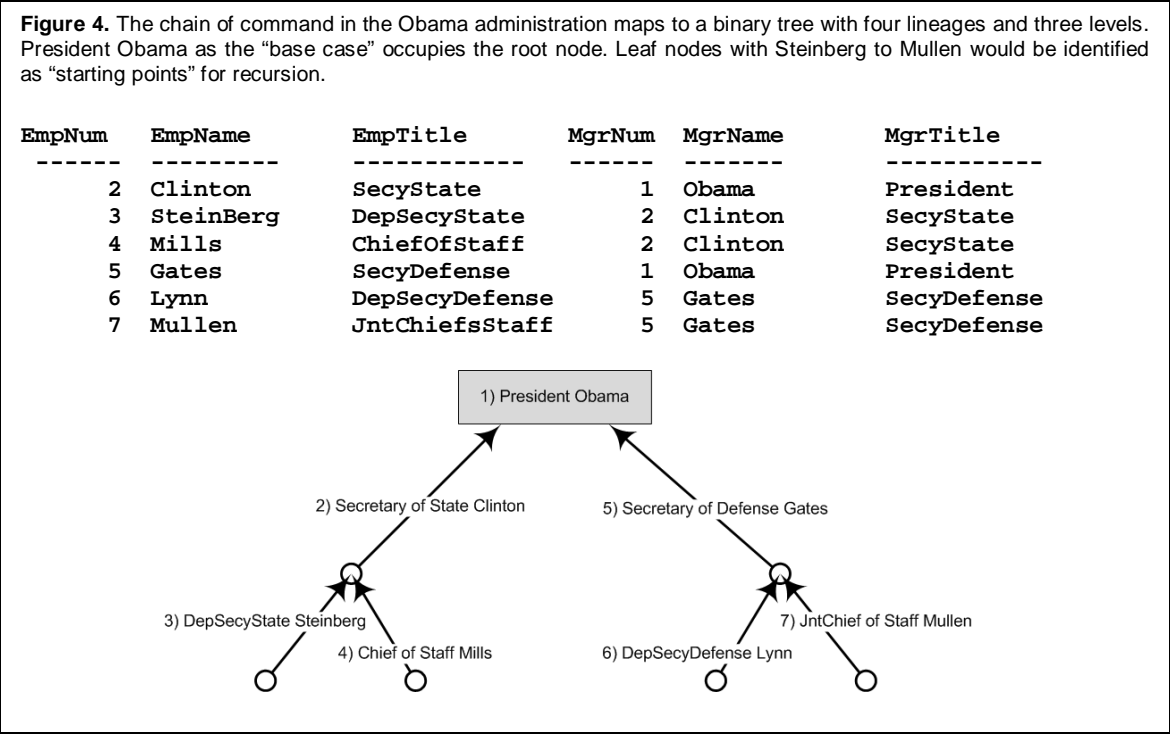 Figure 4. The chain of command in the Obama administration maps to a binary tree with four lineages and three levels.
President Obama as the “base case” occupies the root node. Leaf nodes with Steinberg to Mullen would be identified
as “starting points” for recursion.
EmpNum EmpName EmpTitle MgrNum MgrName MgrTitle
------ --------- ------------ ------ ------- -----------
2 Clinton SecyState 1 Obama President
3 SteinBerg DepSecyState 2 Clinton SecyState
4 Mills ChiefOfStaff 2 Clinton SecyState
5 Gates SecyDefense 1 Obama President
6 Lynn DepSecyDefense 5 Gates SecyDefense
7 Mullen JntChiefsStaff 5 Gates SecyDefense
1) President Obama
2) Secretary of State Clinton
5) Secretary of Defense Gates
3) DepSecyState Steinberg
7) JntChief of Staff Mullen
4) Chief of Staff Mills
6) DepSecyDefense Lynn